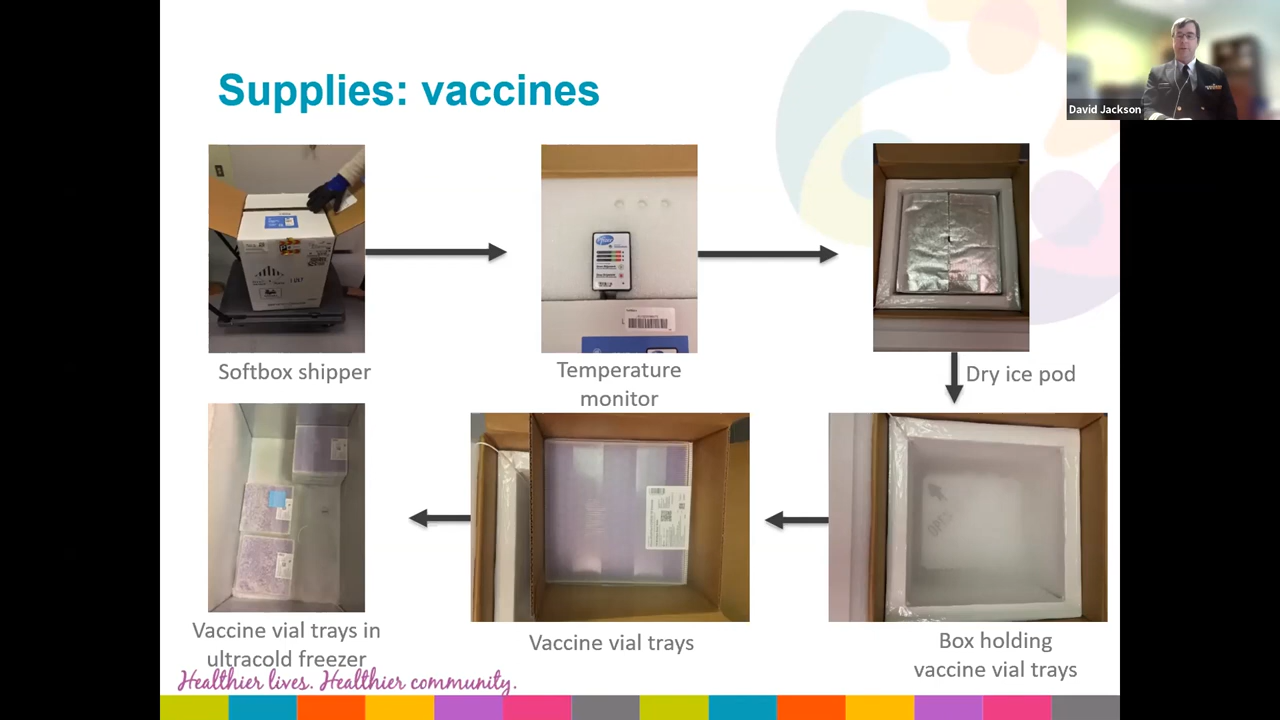 Supplies: vaccines
David Jackson
Pfizer
Softbox shipper
Temperature
monitor
Dry ice pod
Vaccine vial trays in
ultracold freezer
Vaccine vial trays
Box holding
vaccine vial trays
Healthier lives. Healthier community.